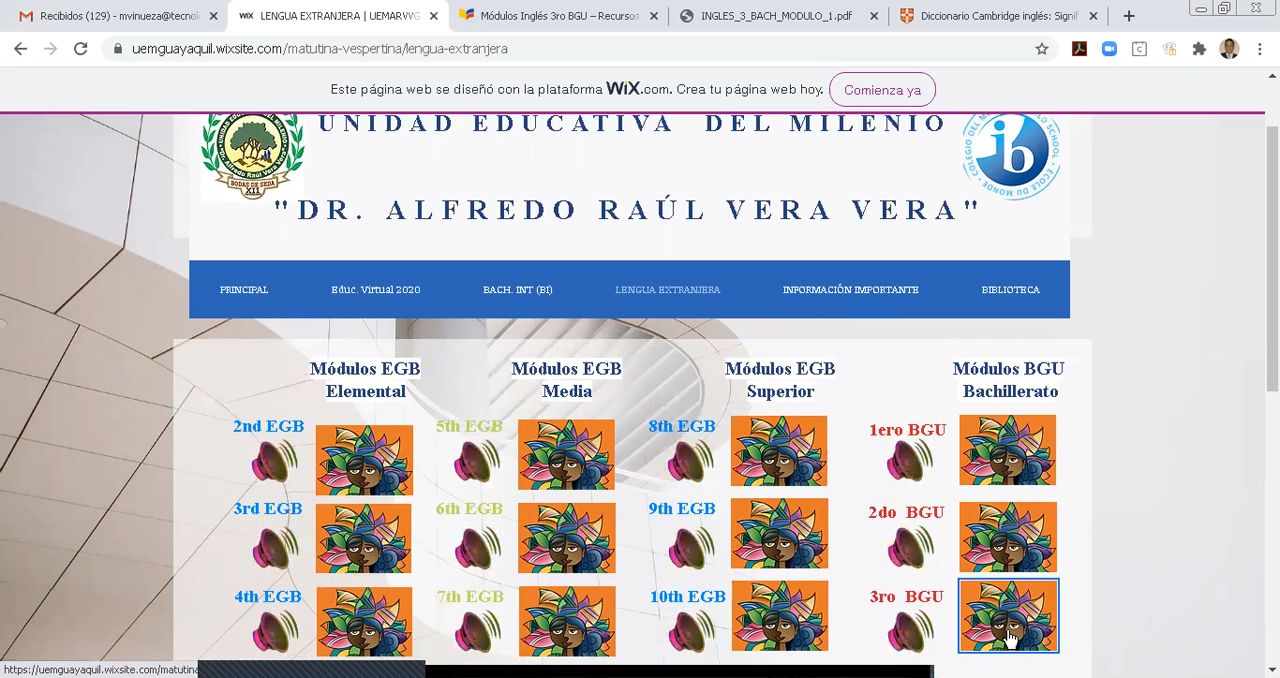 Recibidos (129) - mvinueza@tecnol
LENGUA EXTRANJERA | UEMARVVG
Módulos Inglés 3ro BGU – Recursos
INGLES_3_BACH_MODULO_1.pdf
Diccionario Cambridge inglés: Signif
uemguayaquil.wixsite.com/matutina-vespertina/lengua-extranjera
Este página web se diseñó con la plataforma WiX.com. Crea tu página web hoy. Comienza ya
UNIDAD EDUCATIVA DEL MILENIO
"DR. ALFREDO RAÚL VERA VERA"
PRINCIPAL Educ. Virtual 2020 BACH. INT (BI) LENGUA EXTRANJERA INFORMACIÓN IMPORTANTE BIBLIOTECA
Módulos EGB Elemental
Módulos EGB Media
Módulos EGB Superior
Módulos BGU Bachillerato
2nd EGB 5th EGB 8th EGB 1ero BGU
3rd EGB 6th EGB 9th EGB 2do BGU
4th EGB 7th EGB 10th EGB 3ro BGU
https://uemguayaquil.wixsite.com/matutina